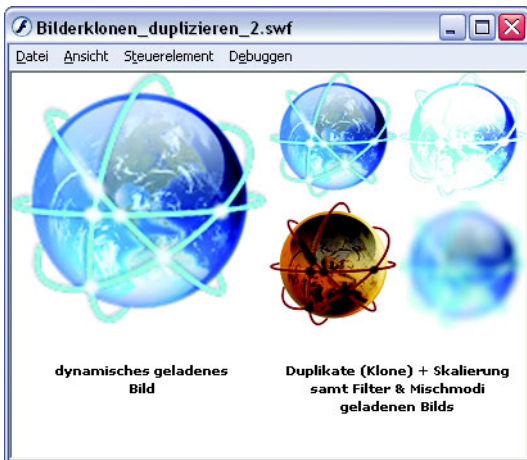 Bilderklonen_duplizieren_2.swf
Datei Ansicht Steuerelement Debuggen
dynamisches geladenes
Bild
Duplikate (Klone) + Skalierung
samt Filter & Mischmodi
geladenen Bilds